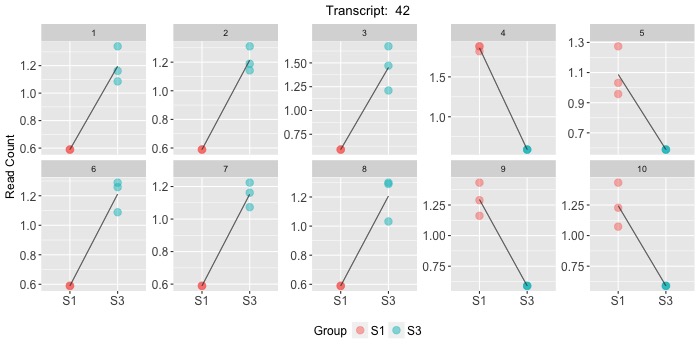 Transcript: 42
1 2 3 4 5
1.2 1.2 1.50 1.5 1.3
1.0 1.0 1.25 1.0 1.1
0.8 0.8 1.00 0.9
0.6 0.6 0.75 0.7
Read Count
6 7 8 9 10
1.2 1.2 1.2 1.25 1.25
1.0 1.0 1.0 1.00 1.00
0.8 0.8 0.8 0.75 0.75
0.6 0.6 0.6
S1 S3 S1 S3 S1 S3 S1 S3 S1 S3
Group S1 S3